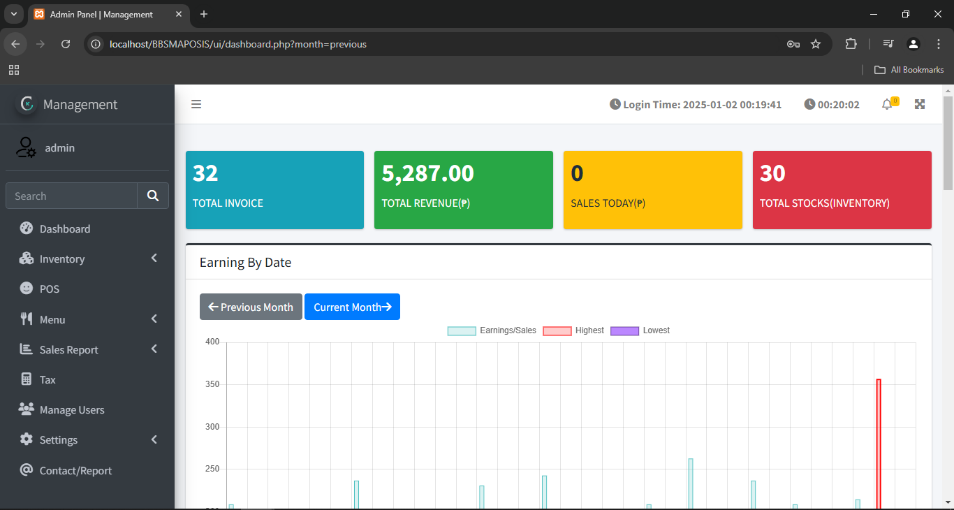 Admin Panel | Management
localhost/BBSMAPOSIS/ui/dashboard.php?month=previous
All Bookmarks
Management
Login Time: 2025-01-02 00:19:41
00:20:02
0
admin
Search
Dashboard
Inventory
POS
Menu
Sales Report
Tax
Manage Users
Settings
Contact/Report
32
TOTAL INVOICE
5,287.00
TOTAL REVENUE(₱)
0
SALES TODAY(₱)
30
TOTAL STOCKS(INVENTORY)
Earning By Date
Previous Month
Current Month
Earnings/Sales
Highest
Lowest
400
350
300
250